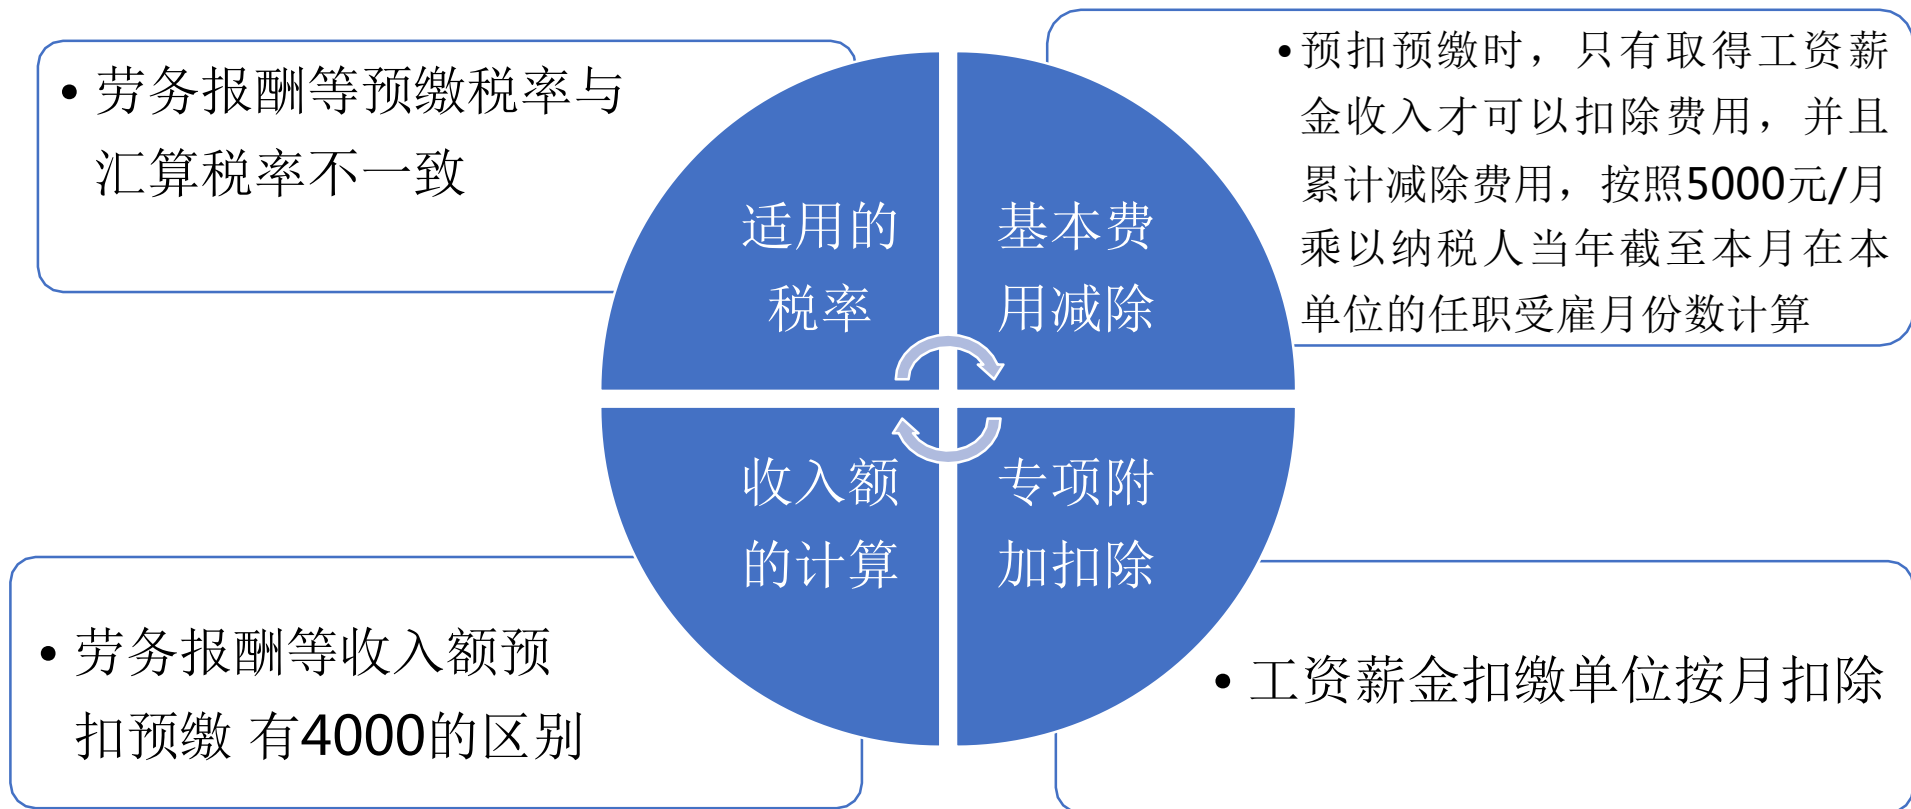 • 劳务报酬等预缴税率与
汇算税率不一致
适用的
税率
基本费
用减除
• 预扣预缴时，只有取得工资薪
金收入才可以扣除费用，并且
累计减除费用，按照5000元/月
乘以纳税人当年截至本月在本
单位的任职受雇月份数计算
收入额
的计算
专项附
加扣除
• 劳务报酬等收入额预
扣预缴 有4000的区别
• 工资薪金扣缴单位按月扣除